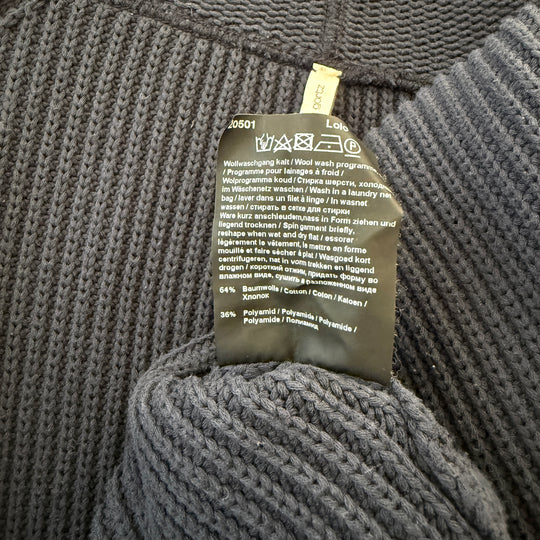 görtz
20501 Lolo
Wollwaschgang kalt / Wool wash programme
/ Programme pour lainages à froid /
Wolprogramma koud / Стирка шерсти, холодн
im Wäschenetz waschen / Wash in a laundry net
bag / laver dans un filet à linge / In wasnet
wassen / стирать в сетке для стирки
Ware kurz anschleudern,nass in Form ziehen und
liegend trocknen / Spin garment briefly,
reshape when wet and dry flat / essorer
légèrement le vêtement, le mettre en forme
mouillé et faire sécher à plat / Wasgoed kort
centrifugeren, nat in vorm trekken en liggend
drogen / короткий отжим, придать форму во
влажном виде, сушить в разложенном виде
64% Baumwolle / Cotton / Coton / Katoen /
Хлопок
36% Polyamid / Polyamide / Polyamide /
Polyamide / Полиамид